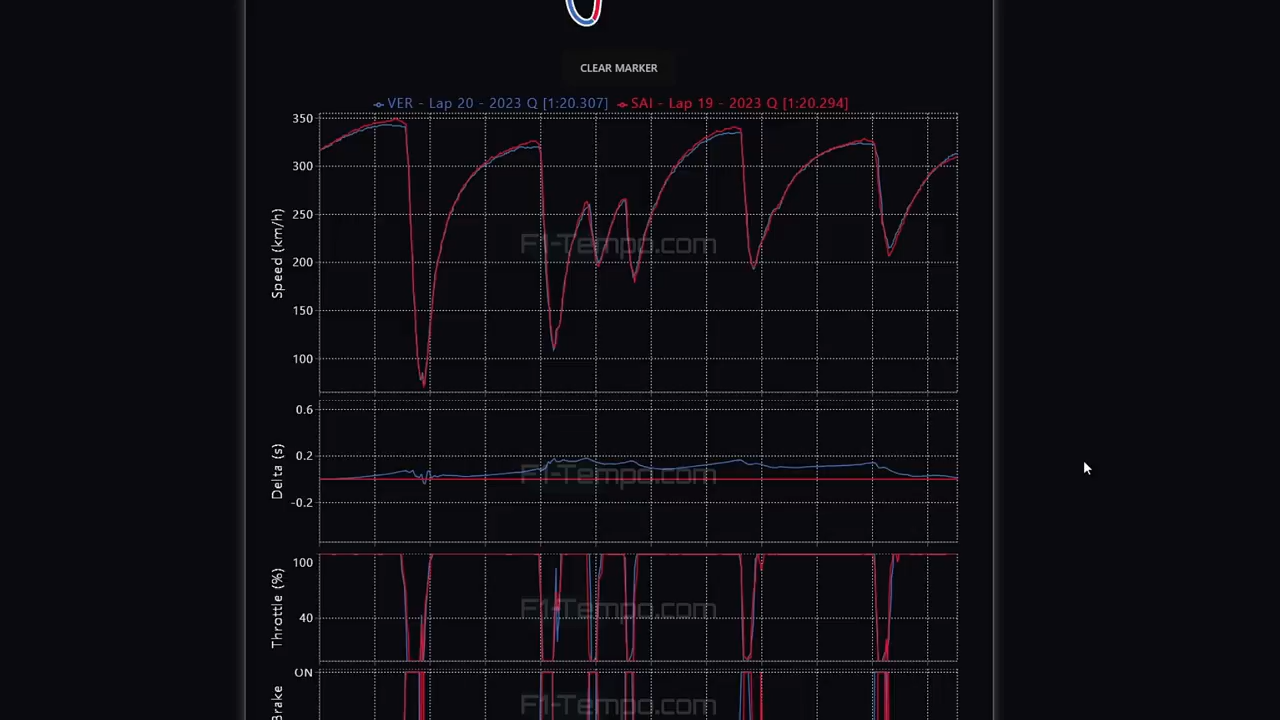 CLEAR MARKER
VER - Lap 20 - 2023 Q [1:20.307] SAI - Lap 19 - 2023 Q [1:20.294]
350
300
250
200
150
100
Speed (km/h)
F1-Tempo.com
0.6
0.2
-0.2
Delta (s)
F1-Tempo.com
100
40
Throttle (%)
F1-Tempo.com
ON
Brake
F1-Tempo.com